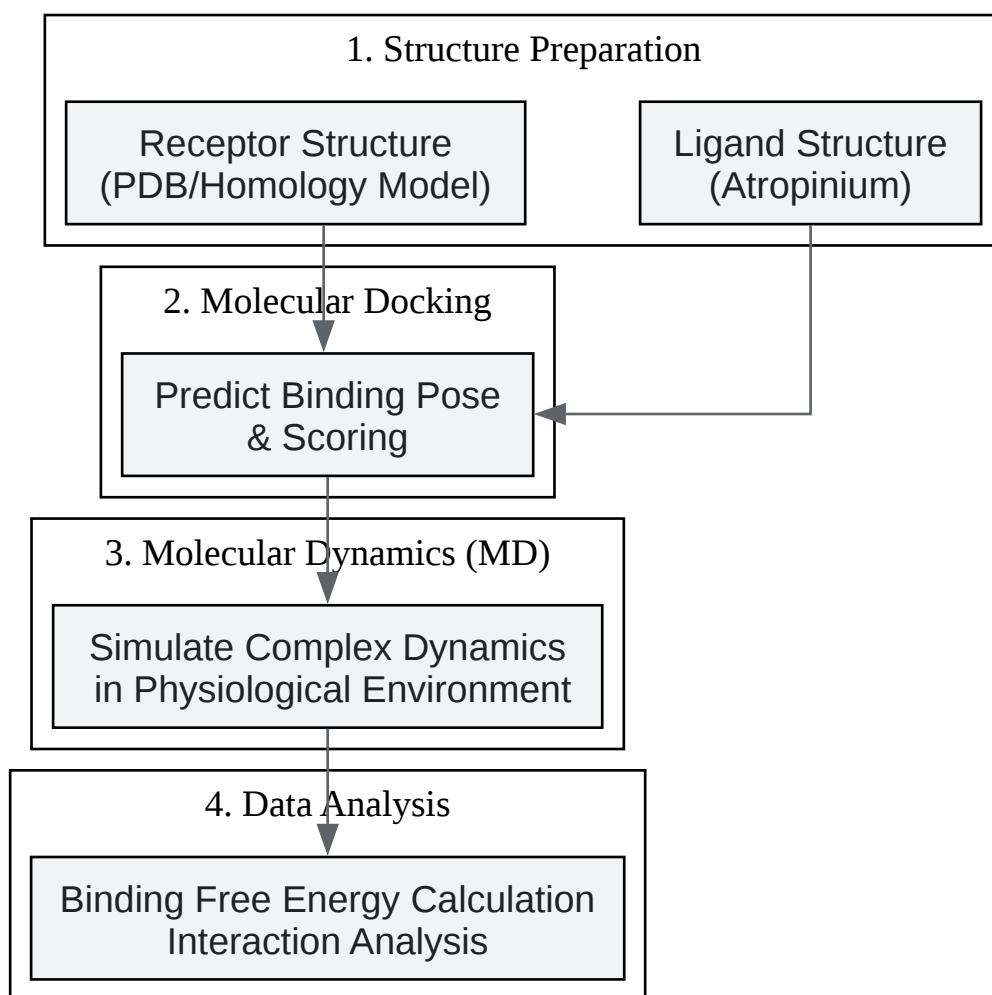 1. Structure Preparation
Receptor Structure
(PDB/Homology Model)
Ligand Structure
(Atropinium)
2. Molecular Docking
Predict Binding Pose
& Scoring
3. Molecular Dynamics (MD)
Simulate Complex Dynamics
in Physiological Environment
4. Data Analysis
Binding Free Energy Calculation
Interaction Analysis